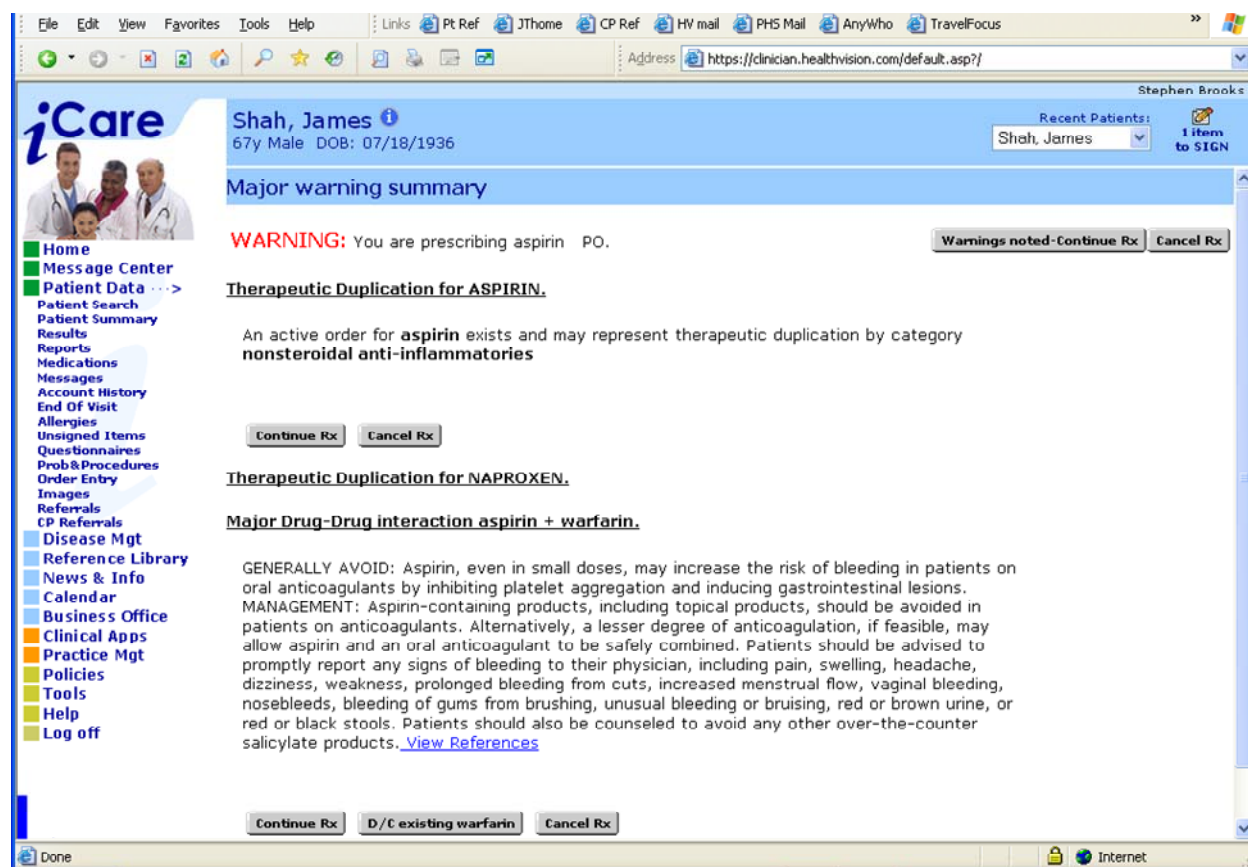 File Edit View Favorites Tools Help Links Pt Ref JThome CP Ref HV mail PHS Mail AnyWho TravelFocus »
Address https://clinician.healthvision.com/default.asp?/
Stephen Brooks
iCare
Shah, James
67y Male DOB: 07/18/1936
Recent Patients:
Shah, James
1 item
to SIGN
Major warning summary
WARNING: You are prescribing aspirin PO.
Warnings noted-Continue Rx Cancel Rx
Therapeutic Duplication for ASPIRIN.
An active order for aspirin exists and may represent therapeutic duplication by category
nonsteroidal anti-inflammatories
Continue Rx Cancel Rx
Therapeutic Duplication for NAPROXEN.
Major Drug-Drug interaction aspirin + warfarin.
GENERALLY AVOID: Aspirin, even in small doses, may increase the risk of bleeding in patients on
oral anticoagulants by inhibiting platelet aggregation and inducing gastrointestinal lesions.
MANAGEMENT: Aspirin-containing products, including topical products, should be avoided in
patients on anticoagulants. Alternatively, a lesser degree of anticoagulation, if feasible, may
allow aspirin and an oral anticoagulant to be safely combined. Patients should be advised to
promptly report any signs of bleeding to their physician, including pain, swelling, headache,
dizziness, weakness, prolonged bleeding from cuts, increased menstrual flow, vaginal bleeding,
nosebleeds, bleeding of gums from brushing, unusual bleeding or bruising, red or brown urine, or
red or black stools. Patients should also be counseled to avoid any other over-the-counter
salicylate products. View References
Continue Rx D/C existing warfarin Cancel Rx
Home
Message Center
Patient Data ···>
Patient Search
Patient Summary
Results
Reports
Medications
Messages
Account History
End Of Visit
Allergies
Unsigned Items
Questionnaires
Prob&Procedures
Order Entry
Images
Referrals
CP Referrals
Disease Mgt
Reference Library
News & Info
Calendar
Business Office
Clinical Apps
Practice Mgt
Policies
Tools
Help
Log off
Done Internet